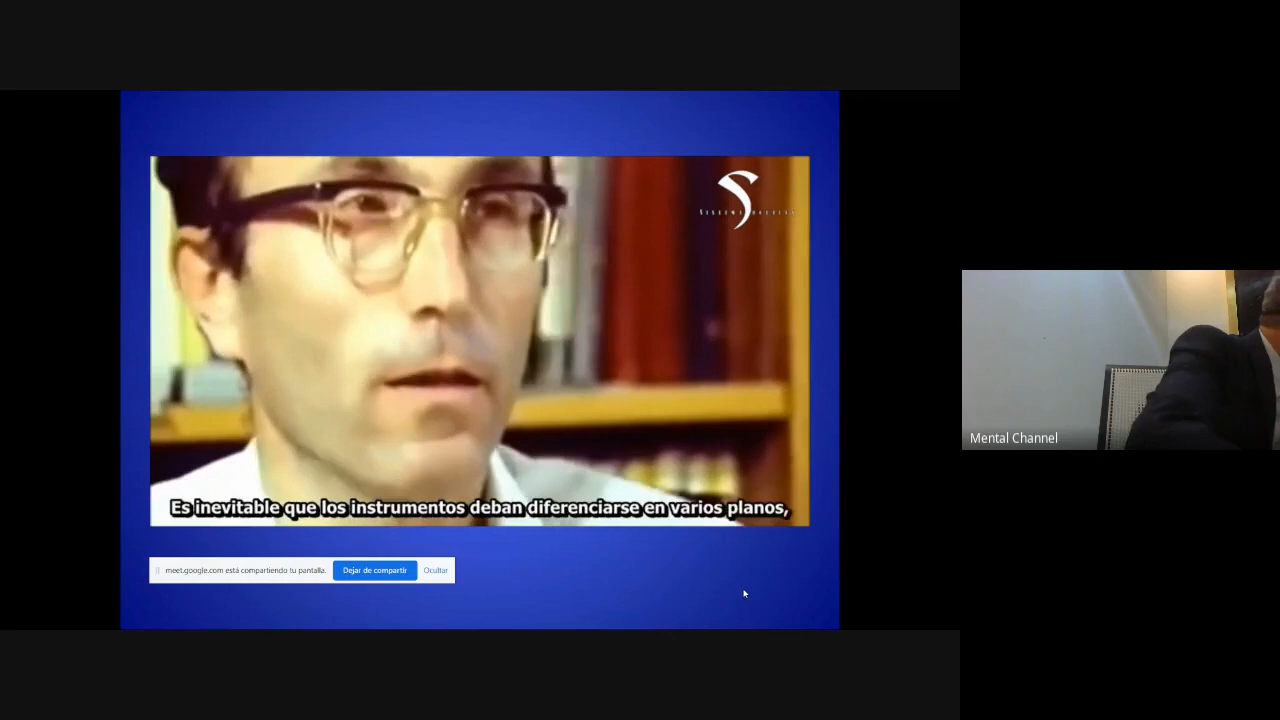 Es inevitable que los instrumentos deban diferenciarse en varios planos,
meet.google.com está compartiendo tu pantalla.
Dejar de compartir
Ocultar
Mental Channel